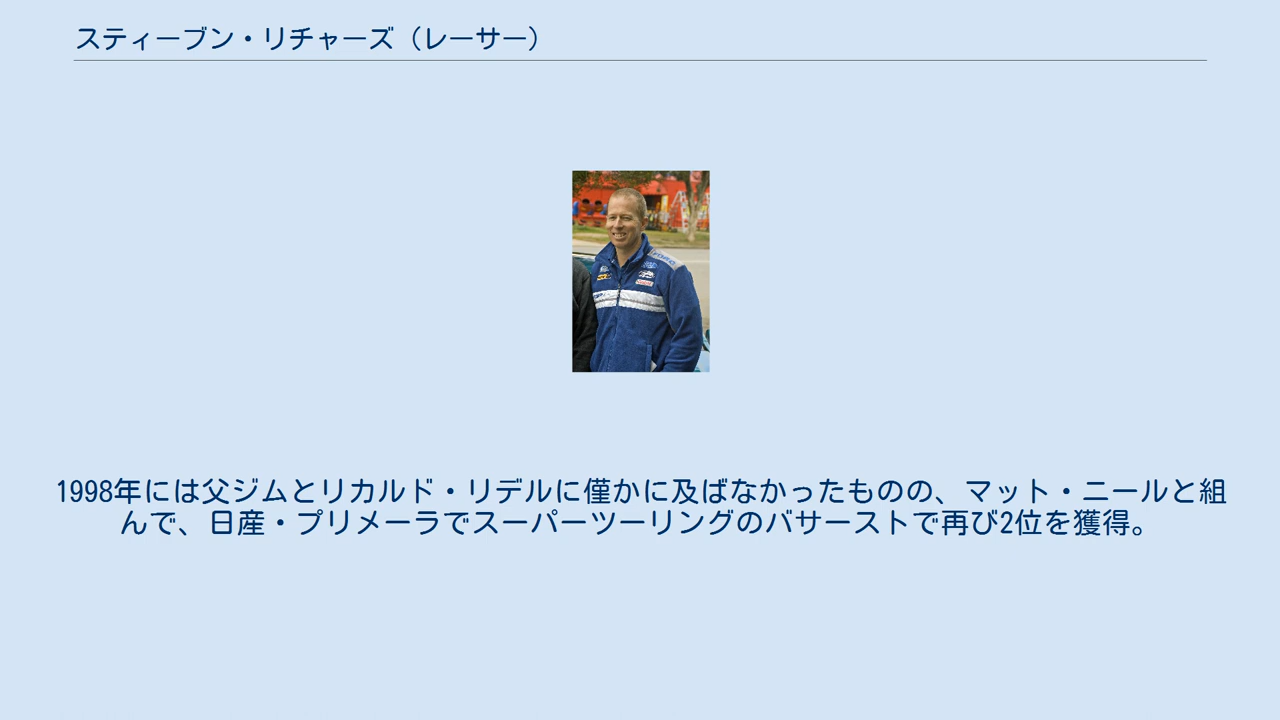 スティーブン・リチャーズ（レーサー）
1998年には父ジムとリカルド・リデルに僅かに及ばなかったものの、マット・ニールと組
んで、日産・プリメーラでスーパーツーリングのバサーストで再び2位を獲得。